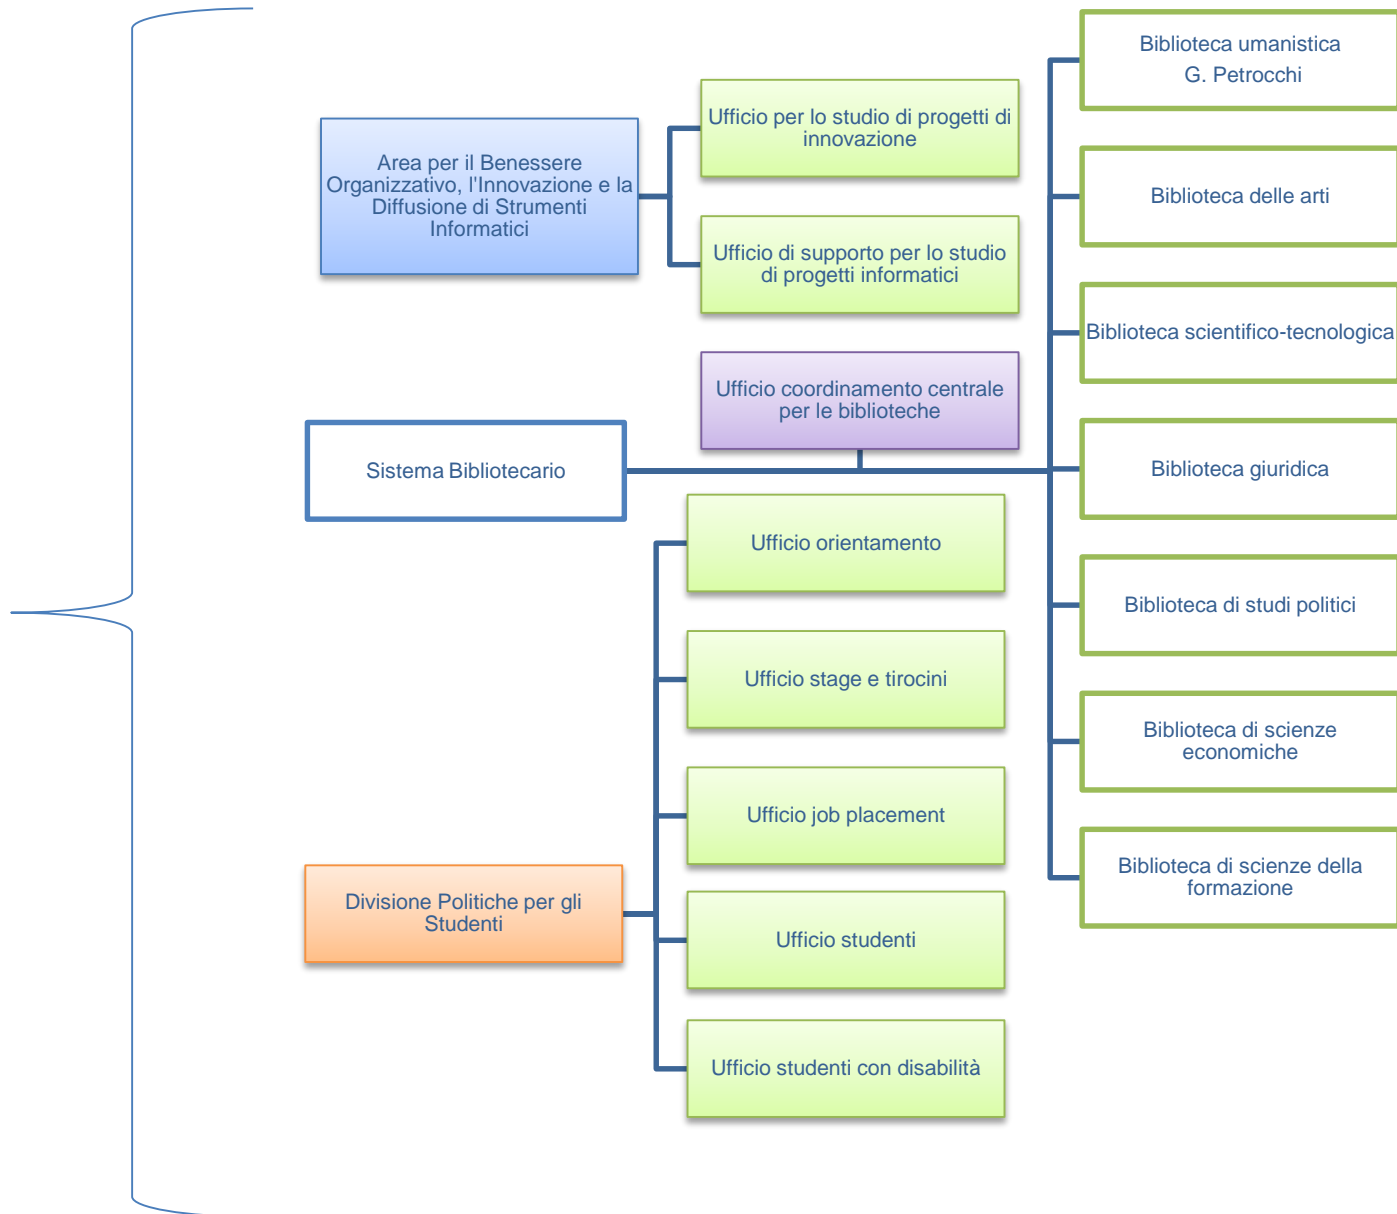 Area per il Benessere
Organizzativo, l'Innovazione e la
Diffusione di Strumenti
Informatici
Ufficio per lo studio di progetti di
innovazione
Ufficio di supporto per lo studio
di progetti informatici
Sistema Bibliotecario
Ufficio coordinamento centrale
per le biblioteche
Biblioteca umanistica
G. Petrocchi
Biblioteca delle arti
Biblioteca scientifico-tecnologica
Biblioteca giuridica
Biblioteca di studi politici
Biblioteca di scienze
economiche
Biblioteca di scienze della
formazione
Divisione Politiche per gli
Studenti
Ufficio orientamento
Ufficio stage e tirocini
Ufficio job placement
Ufficio studenti
Ufficio studenti con disabilità